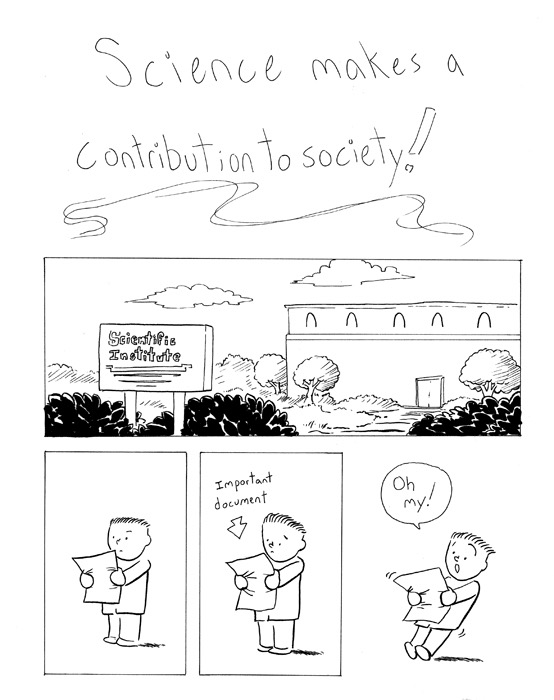 Science makes a
contribution to society!
Scientific
Institute
Important
document
Oh
my!